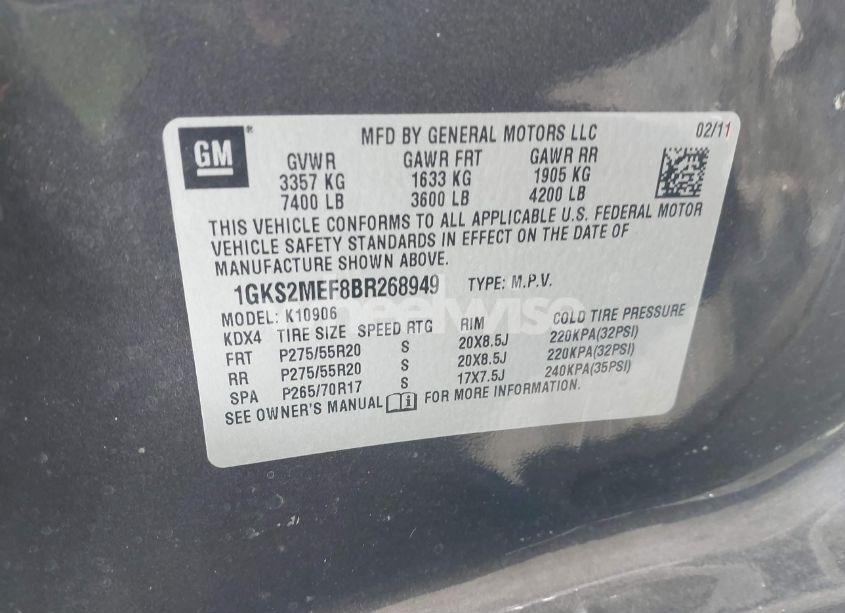 GM
MFD BY GENERAL MOTORS LLC 02/11
GVWR GAWR FRT GAWR RR
3357 KG 1633 KG 1905 KG
7400 LB 3600 LB 4200 LB
THIS VEHICLE CONFORMS TO ALL APPLICABLE U.S. FEDERAL MOTOR
VEHICLE SAFETY STANDARDS IN EFFECT ON THE DATE OF
MANUFACTURE SHOWN ABOVE.
1GKS2MEF8BR268949 TYPE: M.P.V.
MODEL: K10906
KDX4 TIRE SIZE SPEED RTG RIM COLD TIRE PRESSURE
FRT P275/55R20 S 20X8.5J 220KPA(32PSI)
RR P275/55R20 S 20X8.5J 220KPA(32PSI)
SPA P265/70R17 S 17X7.5J 240KPA(35PSI)
SEE OWNER'S MANUAL FOR MORE INFORMATION.